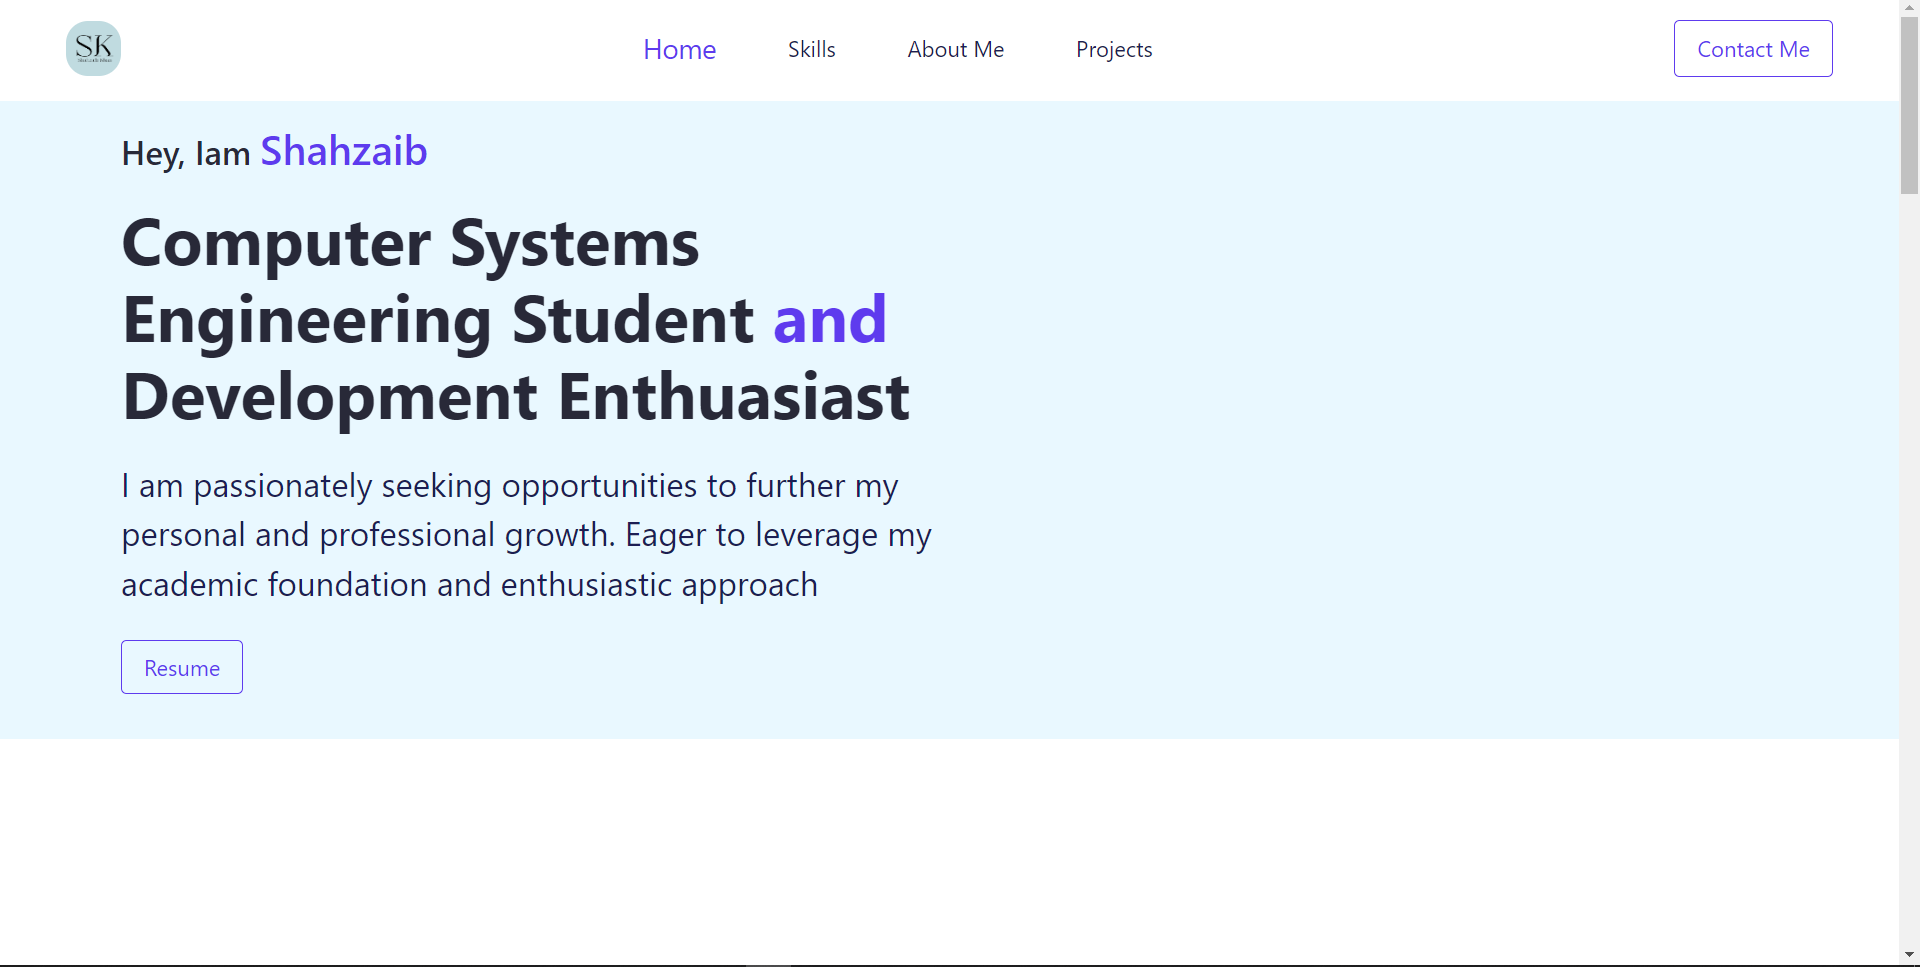 SK
Home
Skills
About Me
Projects
Contact Me
Hey, Iam Shahzaib
Computer Systems
Engineering Student and
Development Enthuasiast
I am passionately seeking opportunities to further my
personal and professional growth. Eager to leverage my
academic foundation and enthusiastic approach
Resume